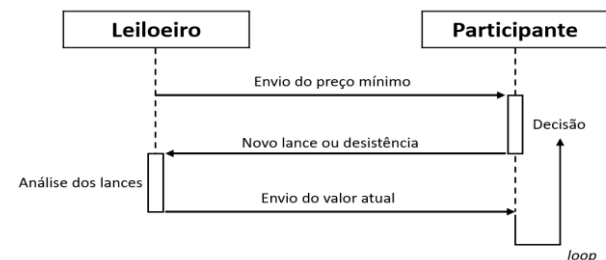 Leiloeiro
Participante
Envio do preço mínimo
Decisão
Novo lance ou desistência
Análise dos lances
Envio do valor atual
loop